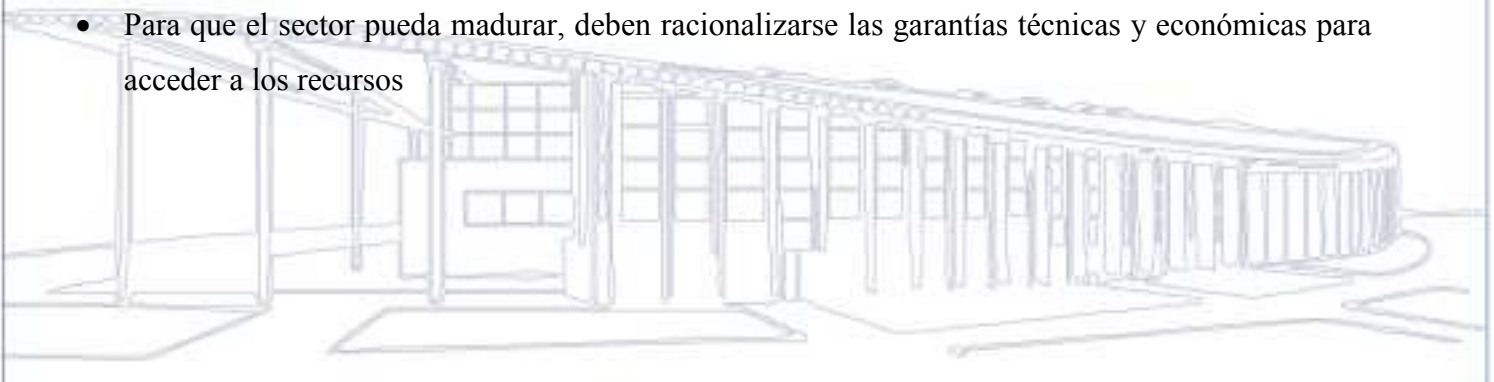 • Para que el sector pueda madurar, deben racionalizarse las garantías técnicas y económicas para
acceder a los recursos